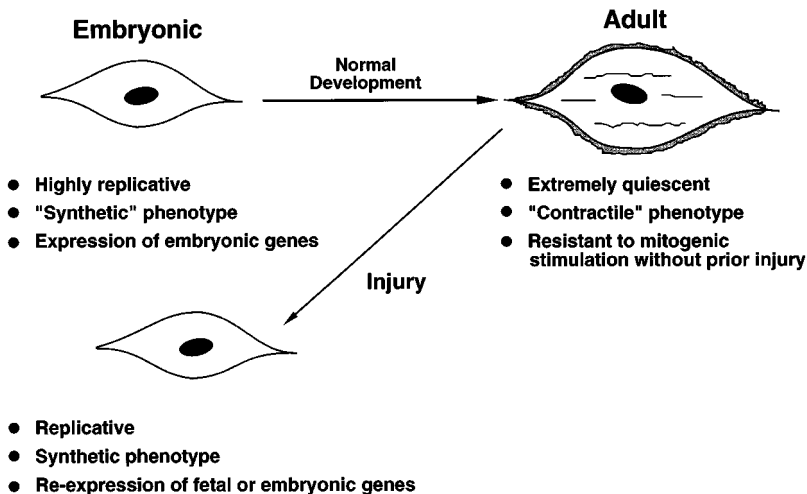 Embryonic
Adult
Normal
Development
● Highly replicative
● "Synthetic" phenotype
● Expression of embryonic genes
● Extremely quiescent
● "Contractile" phenotype
● Resistant to mitogenic
stimulation without prior injury
Injury
● Replicative
● Synthetic phenotype
● Re-expression of fetal or embryonic genes